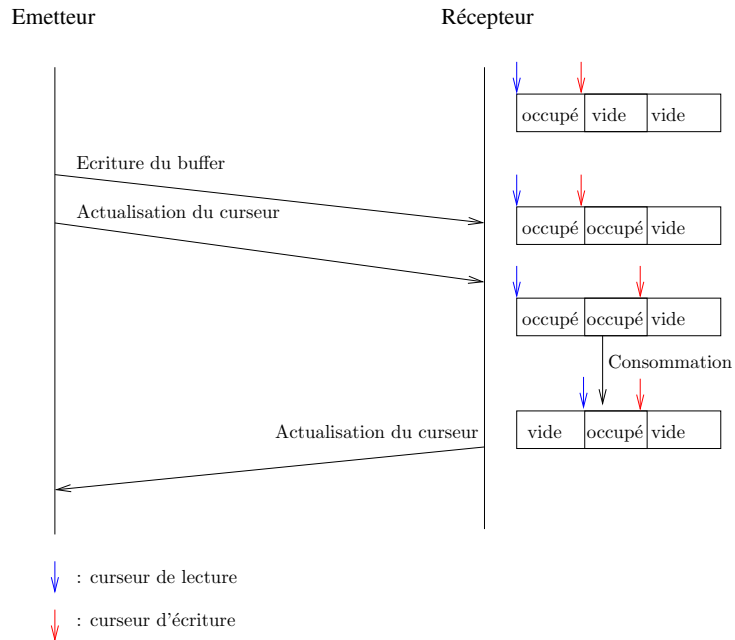 Emetteur
Récepteur
occupé vide vide
Ecriture du buffer
Actualisation du curseur
occupé occupé vide
occupé occupé vide
Consommation
vide occupé vide
Actualisation du curseur
: curseur de lecture
: curseur d'écriture